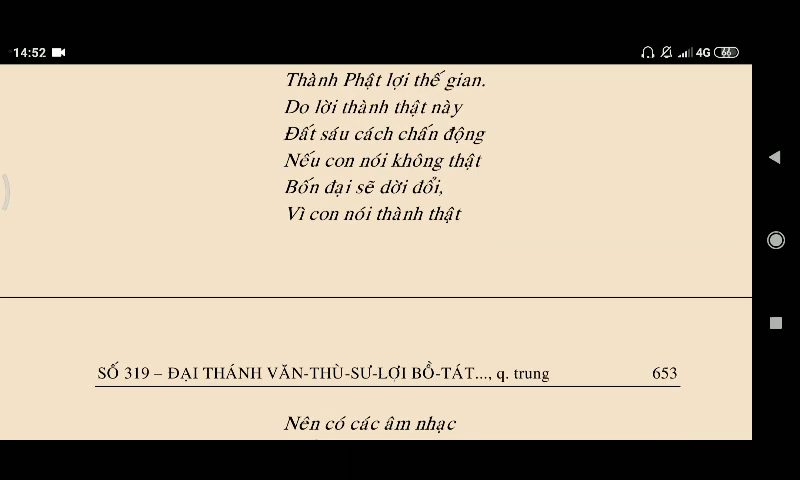 14:52
4G 66
Thành Phật lợi thế gian.
Do lời thành thật này
Đất sáu cách chấn động
Nếu con nói không thật
Bốn đại sẽ dời đổi,
Vì con nói thành thật
SỐ 319 – ĐẠI THÁNH VĂN-THÙ-SƯ-LỢI BỒ-TÁT..., q. trung 653
Nên có các âm nhạc